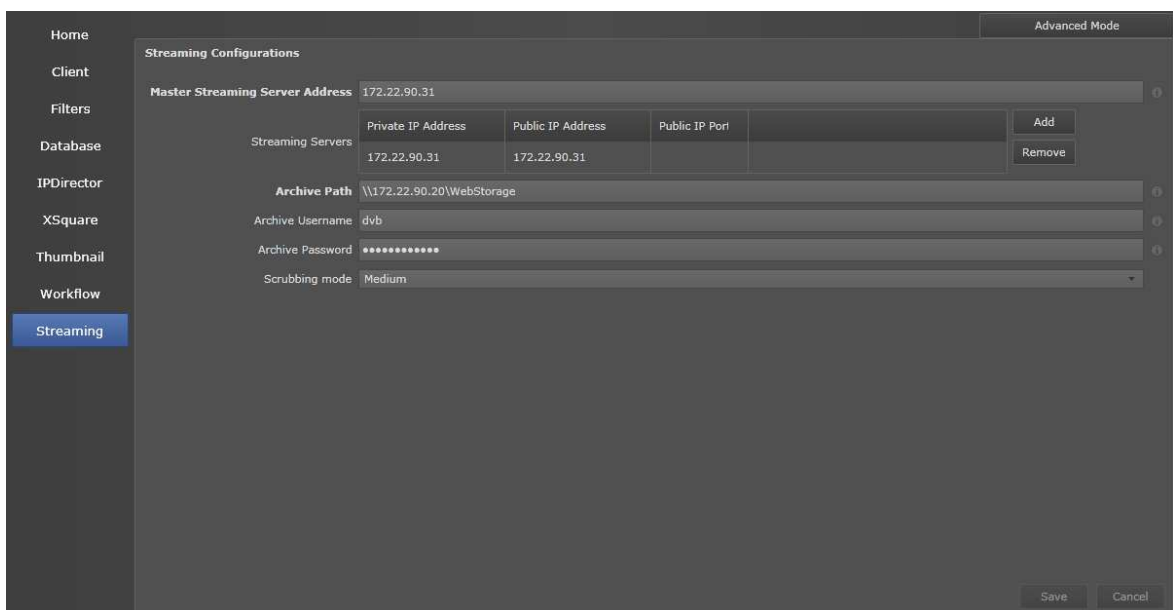 Advanced Mode
Home
Client
Filters
Database
IPDirector
XSquare
Thumbnail
Workflow
Streaming
Streaming Configurations
Master Streaming Server Address 172.22.90.31
Streaming Servers
Private IP Address Public IP Address Public IP Port
172.22.90.31 172.22.90.31
Add
Remove
Archive Path \\172.22.90.20\WebStorage
Archive Username dvb
Archive Password ••••••••••••
Scrubbing mode Medium
Save Cancel